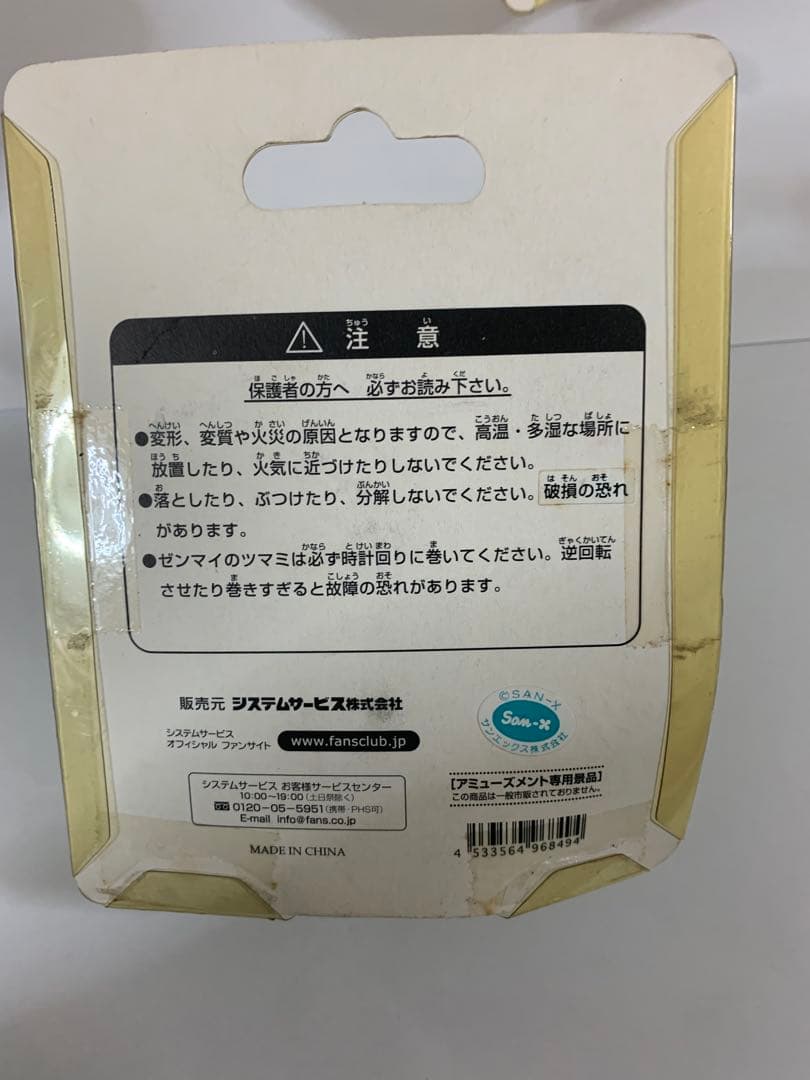 注意
保護者の方へ 必ずお読み下さい。
●変形、変質や火災の原因となりますので、高温・多湿な場所に
放置したり、火気に近づけたりしないでください。
●落としたり、ぶつけたり、分解しないでください。破損の恐れ
があります。
●ゼンマイのツマミは必ず時計回りに巻いてください。逆回転
させたり巻きすぎると故障の恐れがあります。
販売元 システムサービス株式会社
システムサービス
オフィシャル ファンサイト www.fansclub.jp
©SAN-X
San-x
サンエックス株式会社
システムサービス お客様サービスセンター
10:00~19:00(土日祭除く)
0120-05-5951(携帯・PHS可)
E-mail info@fans.co.jp
MADE IN CHINA
【アミューズメント専用景品】
この商品は一般市販されておりません。
4 533564 968494